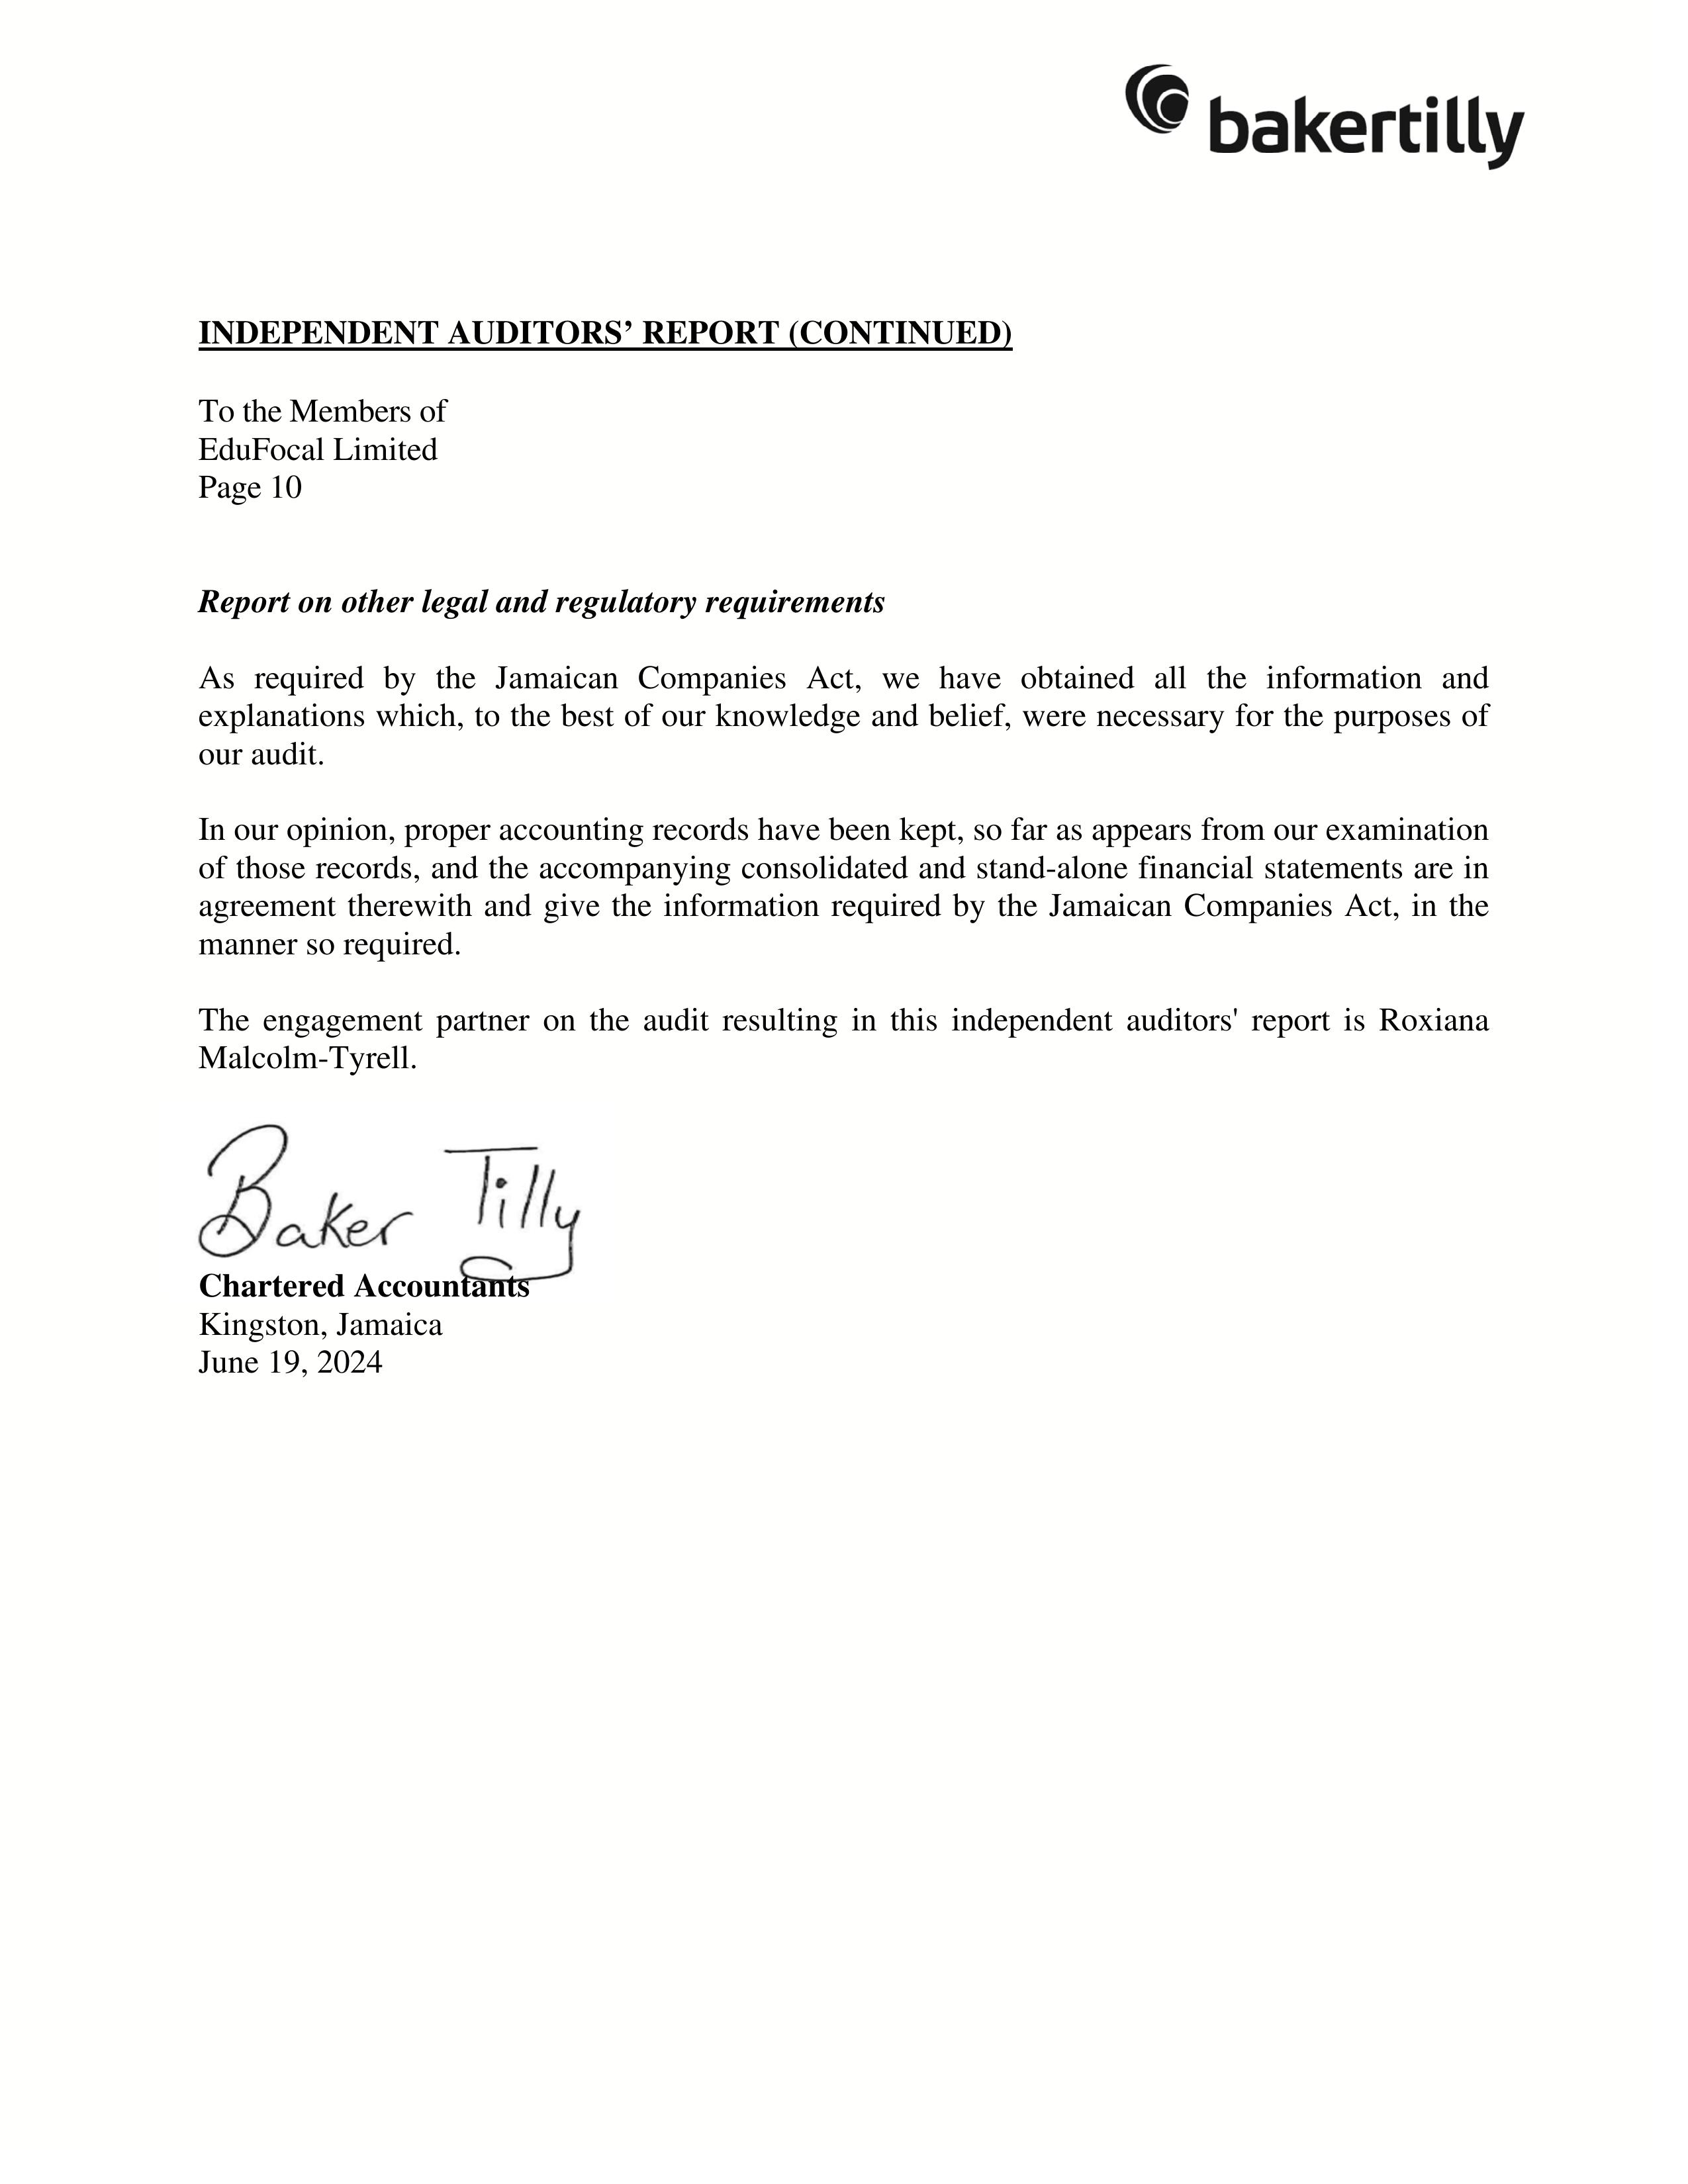 bakertilly
INDEPENDENT AUDITORS’ REPORT (CONTINUED)
To the Members of
EduFocal Limited
Page 10
Report on other legal and regulatory requirements
As required by the Jamaican Companies Act, we have obtained all the information and
explanations which, to the best of our knowledge and belief, were necessary for the purposes of
our audit.
In our opinion, proper accounting records have been kept, so far as appears from our examination
of those records, and the accompanying consolidated and stand-alone financial statements are in
agreement therewith and give the information required by the Jamaican Companies Act, in the
manner so required.
The engagement partner on the audit resulting in this independent auditors' report is Roxiana
Malcolm-Tyrell.
Baker Tilly
Chartered Accountants
Kingston, Jamaica
June 19, 2024